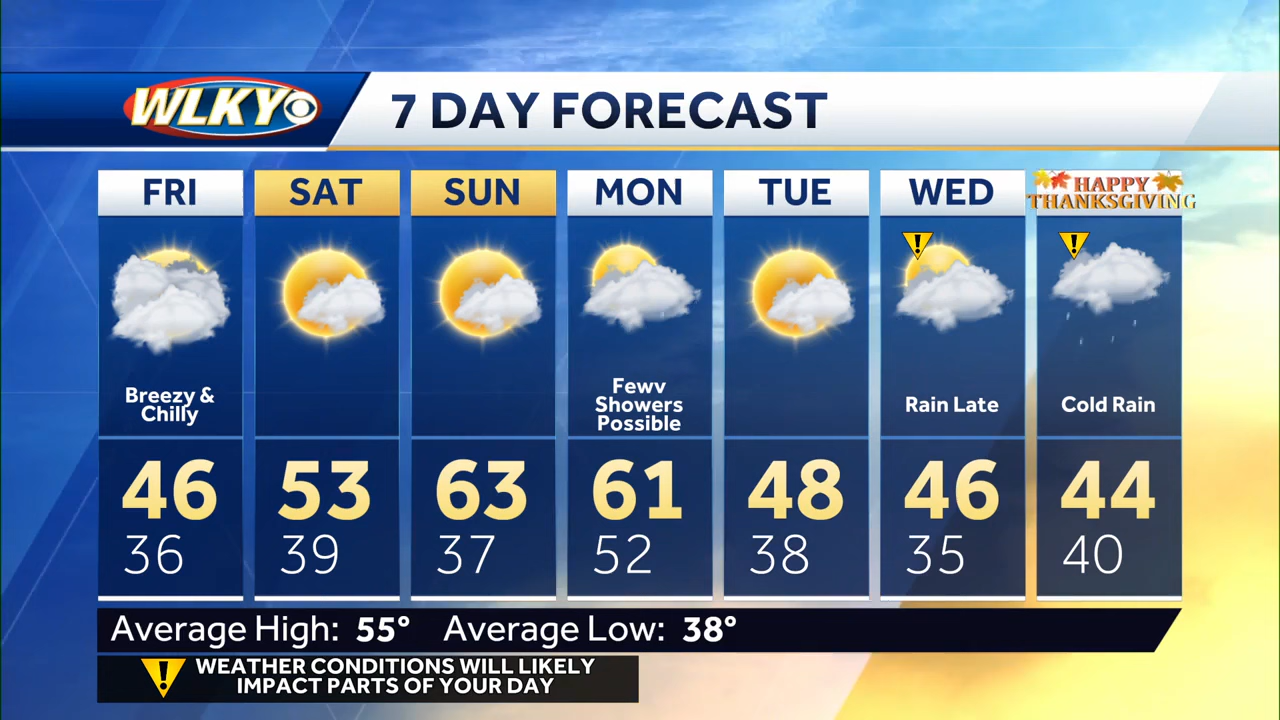 WLKY
7 DAY FORECAST
FRI
SAT
SUN
MON
TUE
WED
HAPPY
THANKSGIVING
Breezy &
Chilly
Fewv
Showers
Possible
Rain Late
Cold Rain
46
53
63
61
48
46
44
36
39
37
52
38
35
40
Average High: 55° Average Low: 38°
WEATHER CONDITIONS WILL LIKELY
IMPACT PARTS OF YOUR DAY